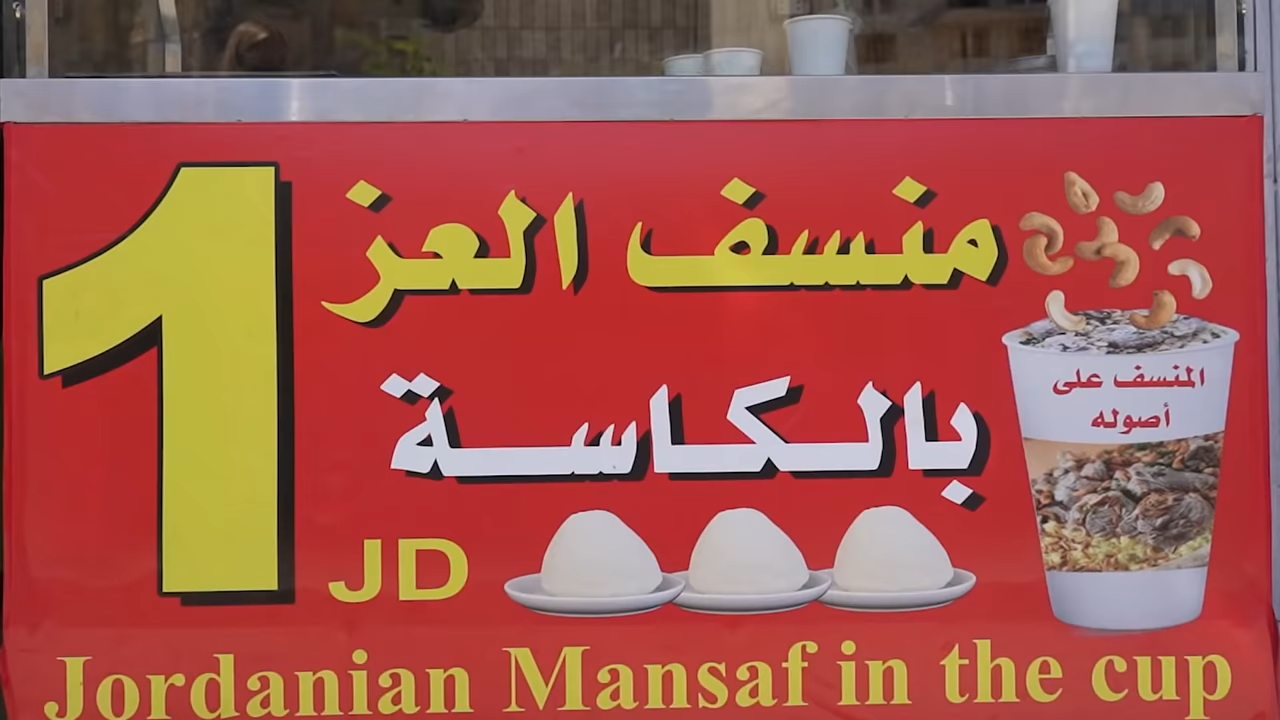 1
منسف العز
بالكاسة
JD
المنسف على
أصوله
Jordanian Mansaf in the cup